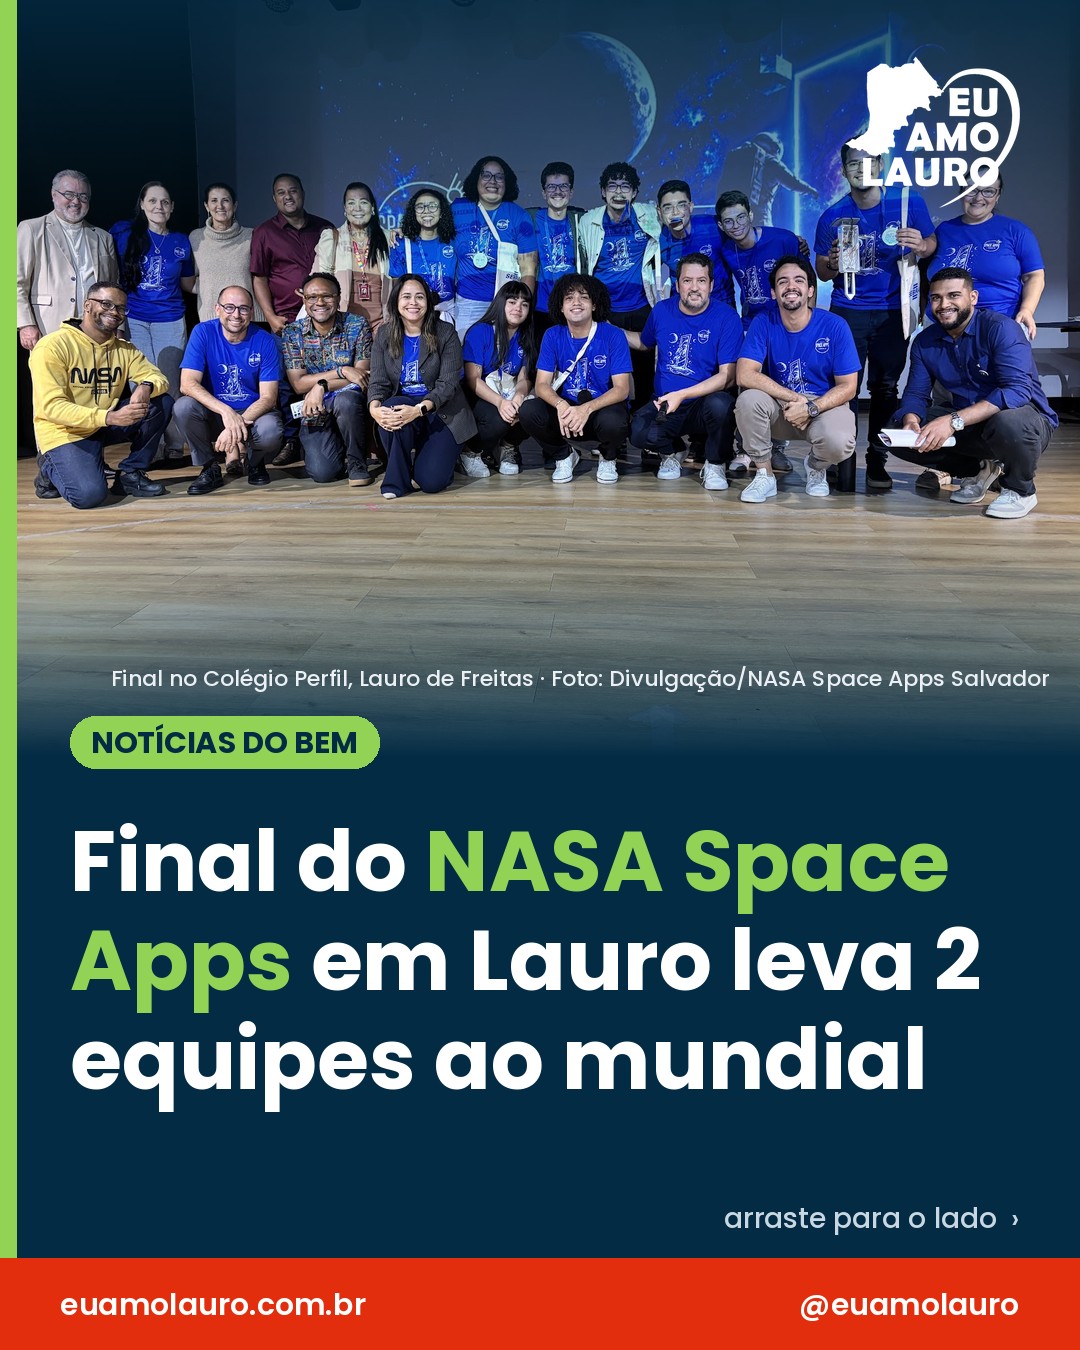 EU
AMO
LAURO
NASA
Final no Colégio Perfil, Lauro de Freitas · Foto: Divulgação/NASA Space Apps Salvador
NOTÍCIAS DO BEM
Final do NASA Space
Apps em Lauro leva 2
equipes ao mundial
arraste para o lado ›
euamolauro.com.br
@euamolauro